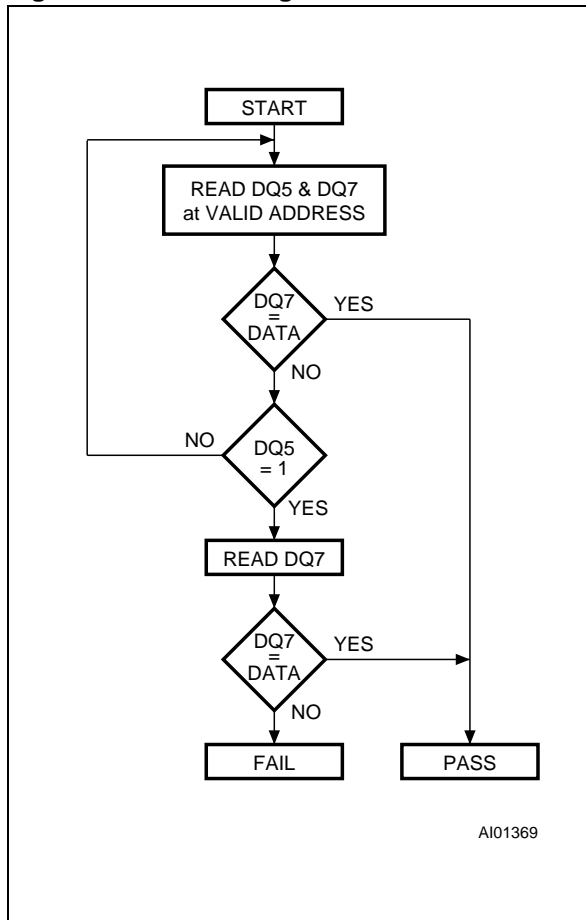 START
READ DQ5 & DQ7
at VALID ADDRESS
DQ7
=
DATA
YES
NO
NO
DQ5
= 1
YES
READ DQ7
DQ7
=
DATA
YES
NO
FAIL
PASS
AI01369